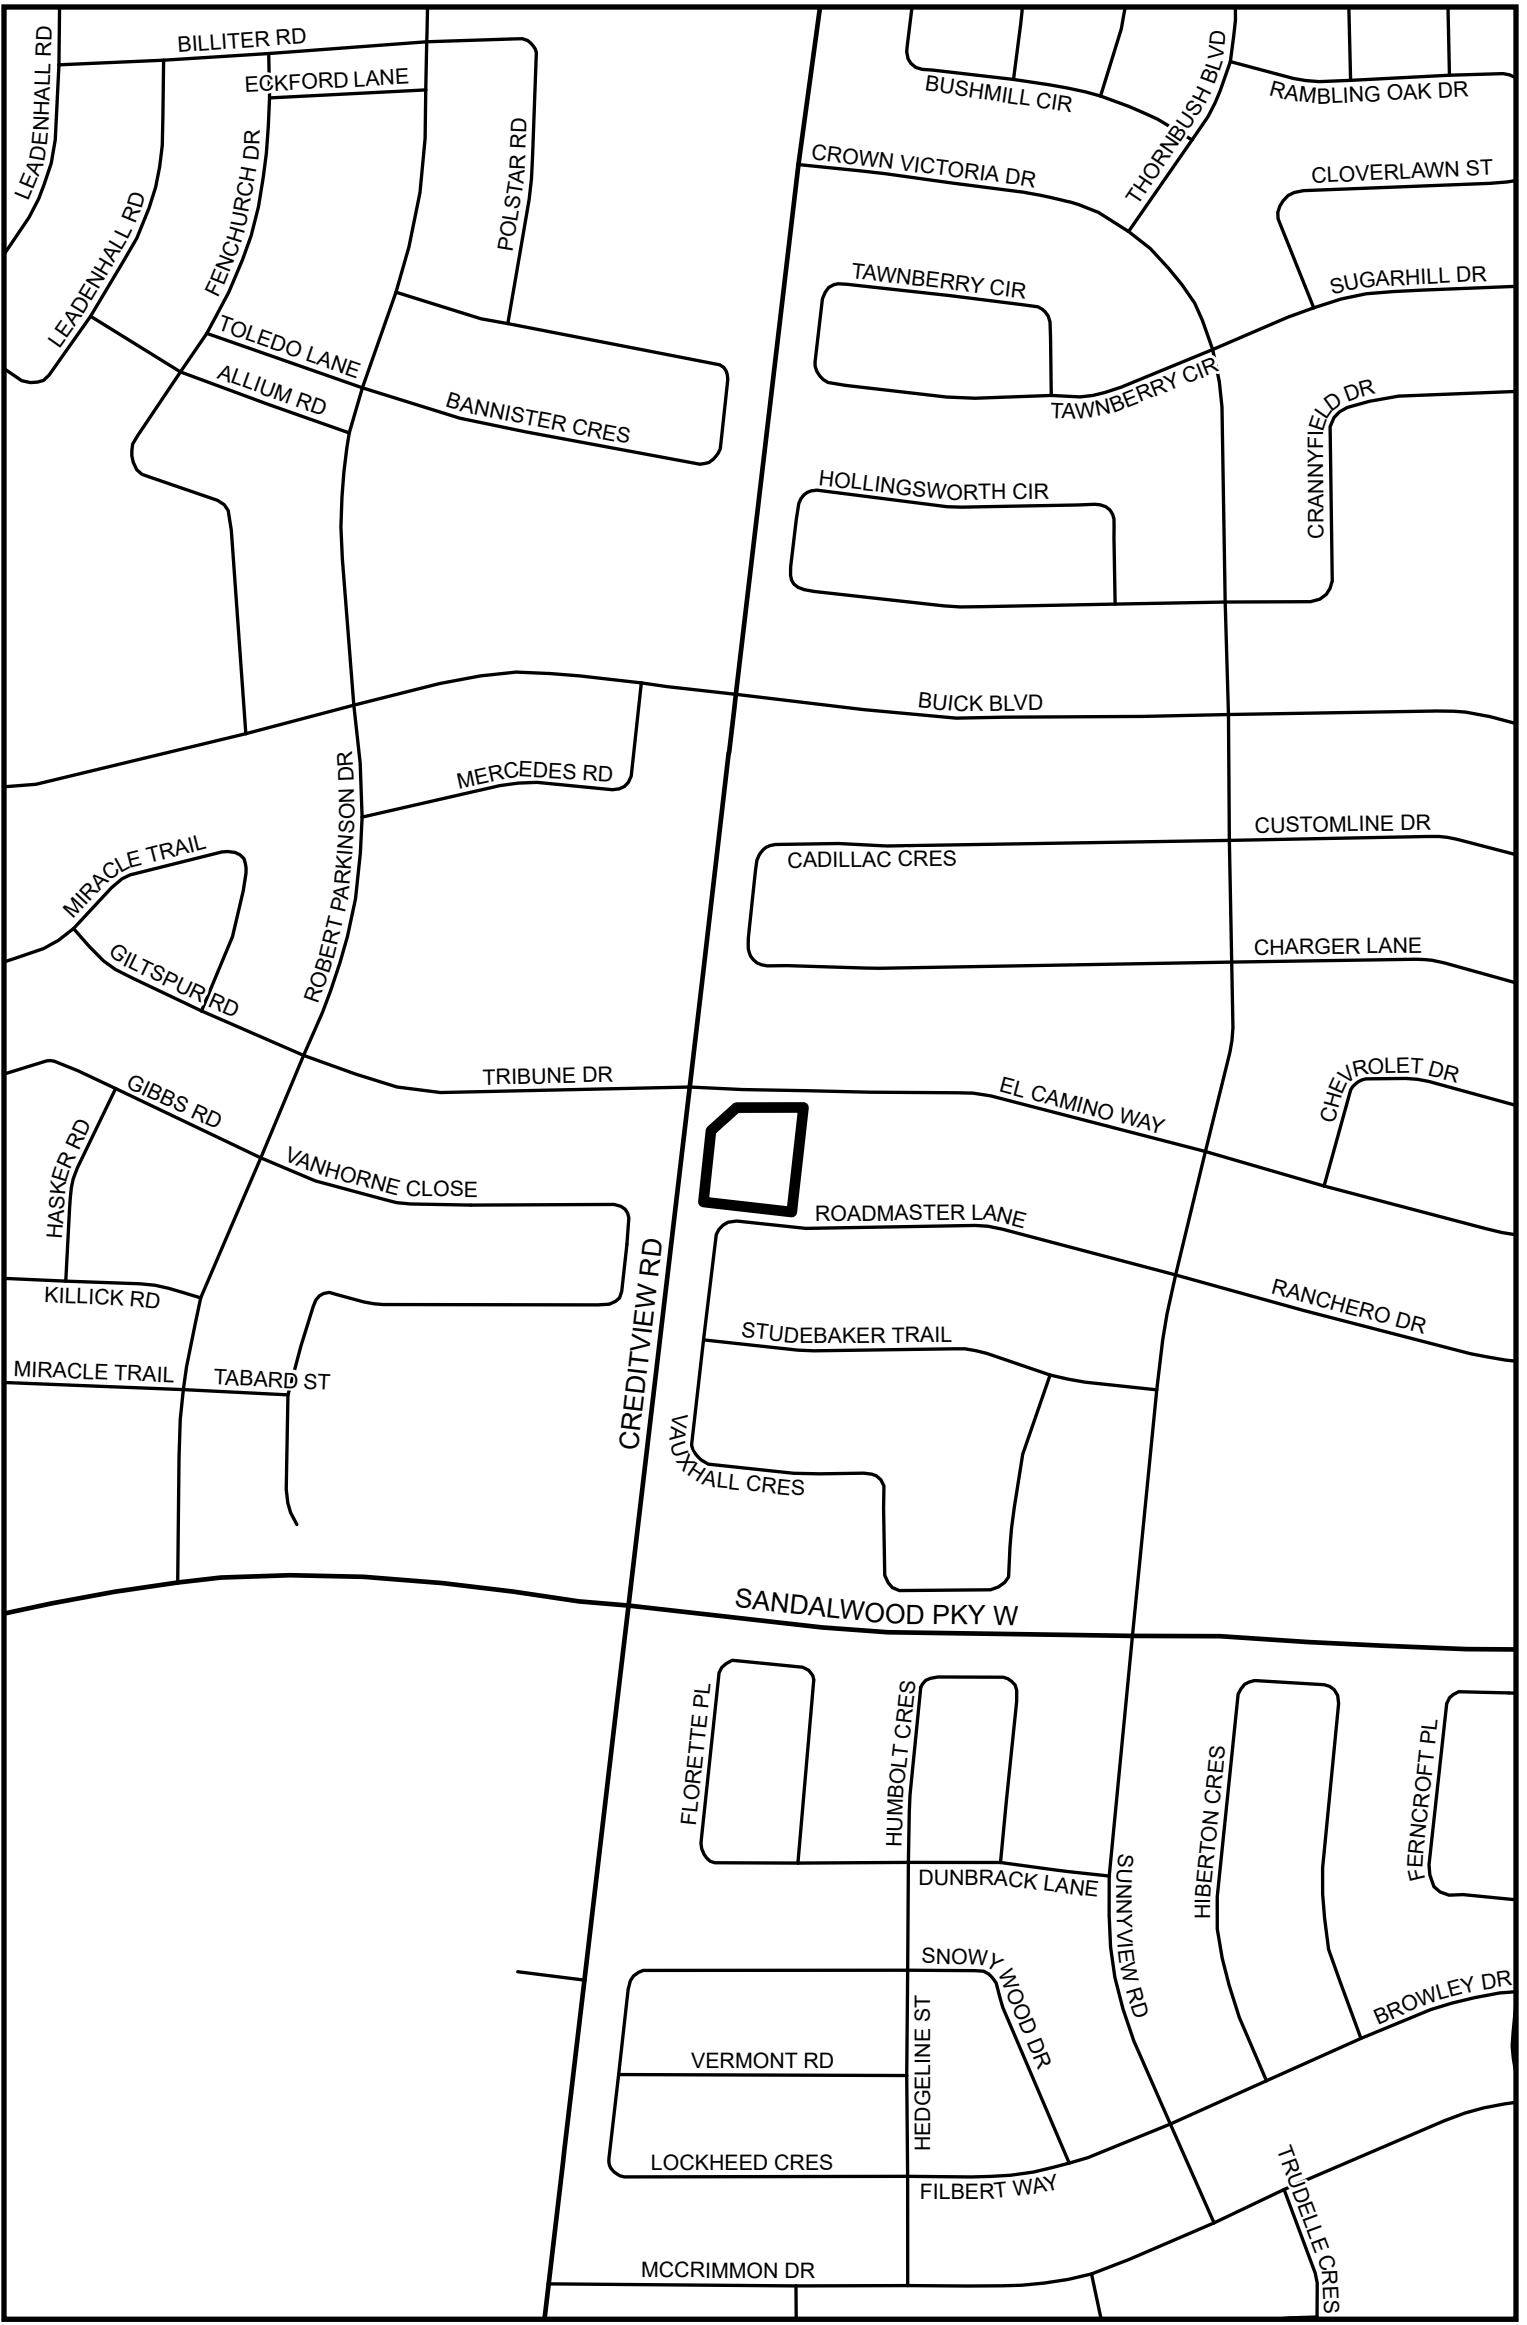 LEADENHALL RD
BILLITER RD
ECKFORD LANE
BUSHMILL CIR
THORNBUSH BLVD
RAMBLING OAK DR
POLSTAR RD
CROWN VICTORIA DR
CLOVERLAWN ST
LEADENHALL RD
FENCHURCH DR
TAWNBERRY CIR
SUGARHILL DR
TOLEDO LANE
ALLIUM RD
BANNISTER CRES
TAWNBERRY CIR
CRANNYFIELD DR
HOLLINGSWORTH CIR
BUICK BLVD
MERCEDES RD
ROBERT PARKINSON DR
CUSTOMLINE DR
CADILLAC CRES
MIRACLE TRAIL
GILTSPUR RD
CHARGER LANE
TRIBUNE DR
EL CAMINO WAY
CHEVROLET DR
GIBBS RD
HASKER RD
VANHORNE CLOSE
ROADMASTER LANE
KILLICK RD
RANCHERO DR
STUDEBAKER TRAIL
CREDITVIEW RD
MIRACLE TRAIL
TABARD ST
VAUXHALL CRES
SANDALWOOD PKY W
FLORETTE PL
HUMBOLT CRES
HIBERTON CRES
FERNCROFT PL
DUNBRACK LANE
SUNNYVIEW RD
SNOWY WOOD DR
BROWLEY DR
HEDGELINE ST
VERMONT RD
LOCKHEED CRES
FILBERT WAY
TRUDELLE CRES
MCCRIMMON DR